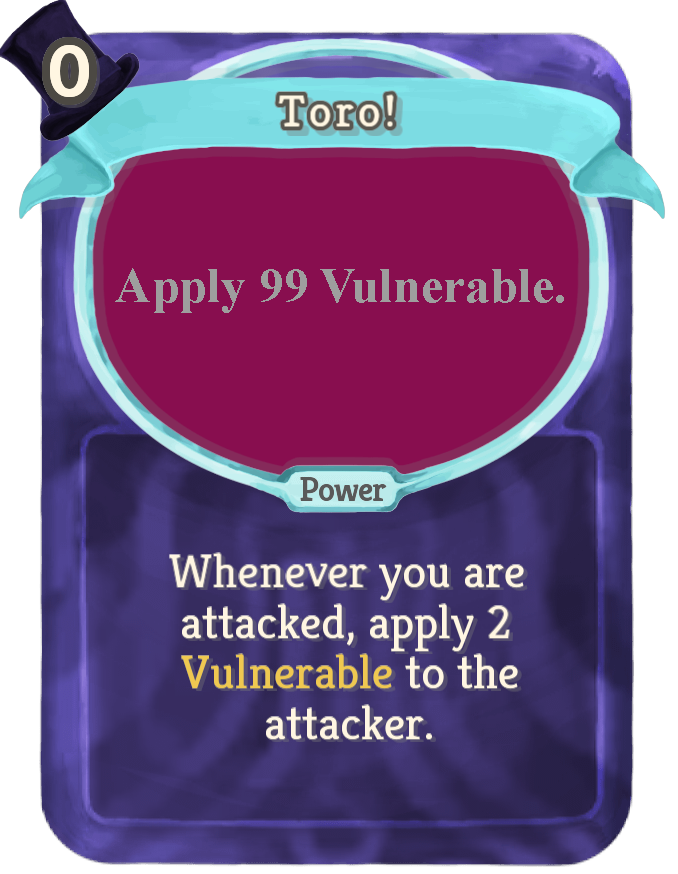 0
Toro!
Apply 99 Vulnerable.
Power
Whenever you are
attacked, apply 2
Vulnerable to the
attacker.